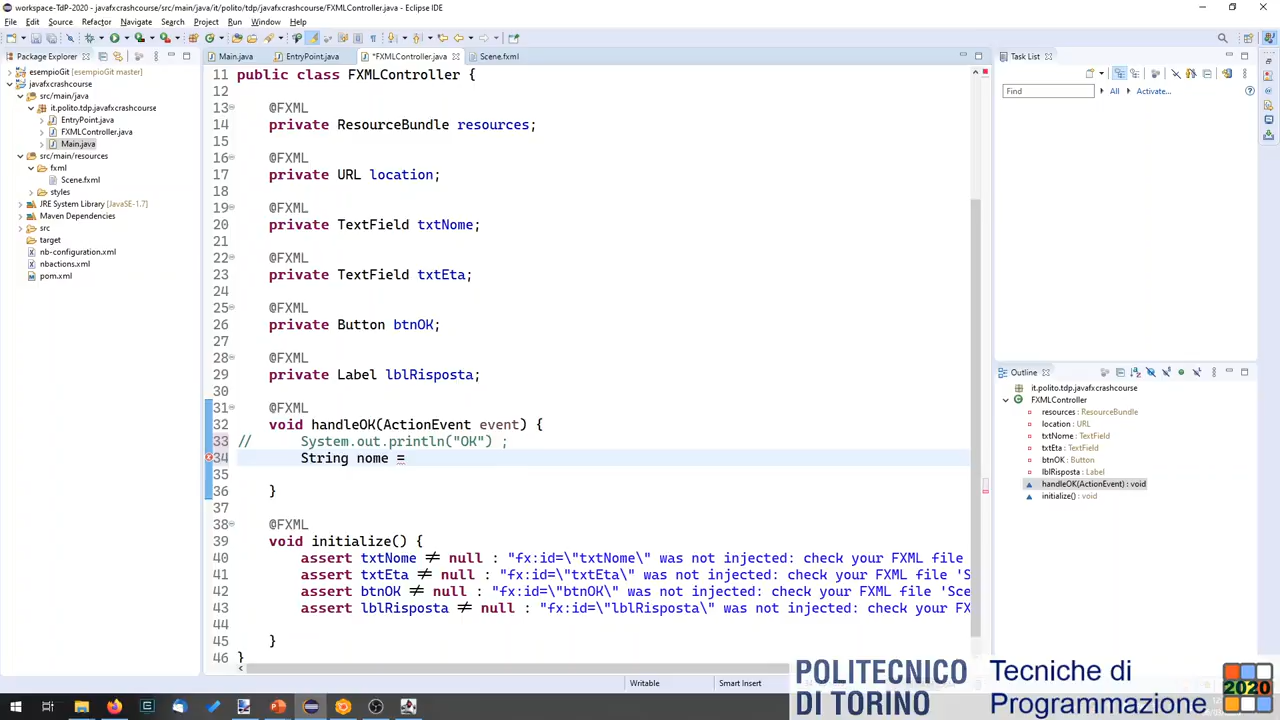 workspace-TdP-2020 - javafxcrashcourse/src/main/java/it/polito/tdp/javafxcrashcourse/FXMLController.java - Eclipse IDE
File Edit Source Refactor Navigate Search Project Run Window Help
Package Explorer
Main.java EntryPoint.java *FXMLController.java Scene.fxml
Task List
esempioGit [esempioGit master]
javafxcrashcourse
src/main/java
it.polito.tdp.javafxcrashcourse
EntryPoint.java
FXMLController.java
Main.java
src/main/resources
fxml
Scene.fxml
styles
JRE System Library [JavaSE-1.7]
Maven Dependencies
src
target
nb-configuration.xml
nbactions.xml
pom.xml
11 public class FXMLController {
12
13 @FXML
14 private ResourceBundle resources;
15
16 @FXML
17 private URL location;
18
19 @FXML
20 private TextField txtNome;
21
22 @FXML
23 private TextField txtEta;
24
25 @FXML
26 private Button btnOK;
27
28 @FXML
29 private Label lblRisposta;
30
31 @FXML
32 void handleOK(ActionEvent event) {
33 // System.out.println("OK") ;
34 String nome =
35
36 }
37
38 @FXML
39 void initialize() {
40 assert txtNome ≠ null : "fx:id=\"txtNome\" was not injected: check your FXML file
41 assert txtEta ≠ null : "fx:id=\"txtEta\" was not injected: check your FXML file 'S
42 assert btnOK ≠ null : "fx:id=\"btnOK\" was not injected: check your FXML file 'Sce
43 assert lblRisposta ≠ null : "fx:id=\"lblRisposta\" was not injected: check your FX
44
45 }
46 }
Find All Activate...
Outline
it.polito.tdp.javafxcrashcourse
FXMLController
resources : ResourceBundle
location : URL
txtNome : TextField
txtEta : TextField
btnOK : Button
lblRisposta : Label
handleOK(ActionEvent) : void
initialize() : void
Writable Smart Insert
POLITECNICO
DI TORINO
Tecniche di
Programmazione
2020